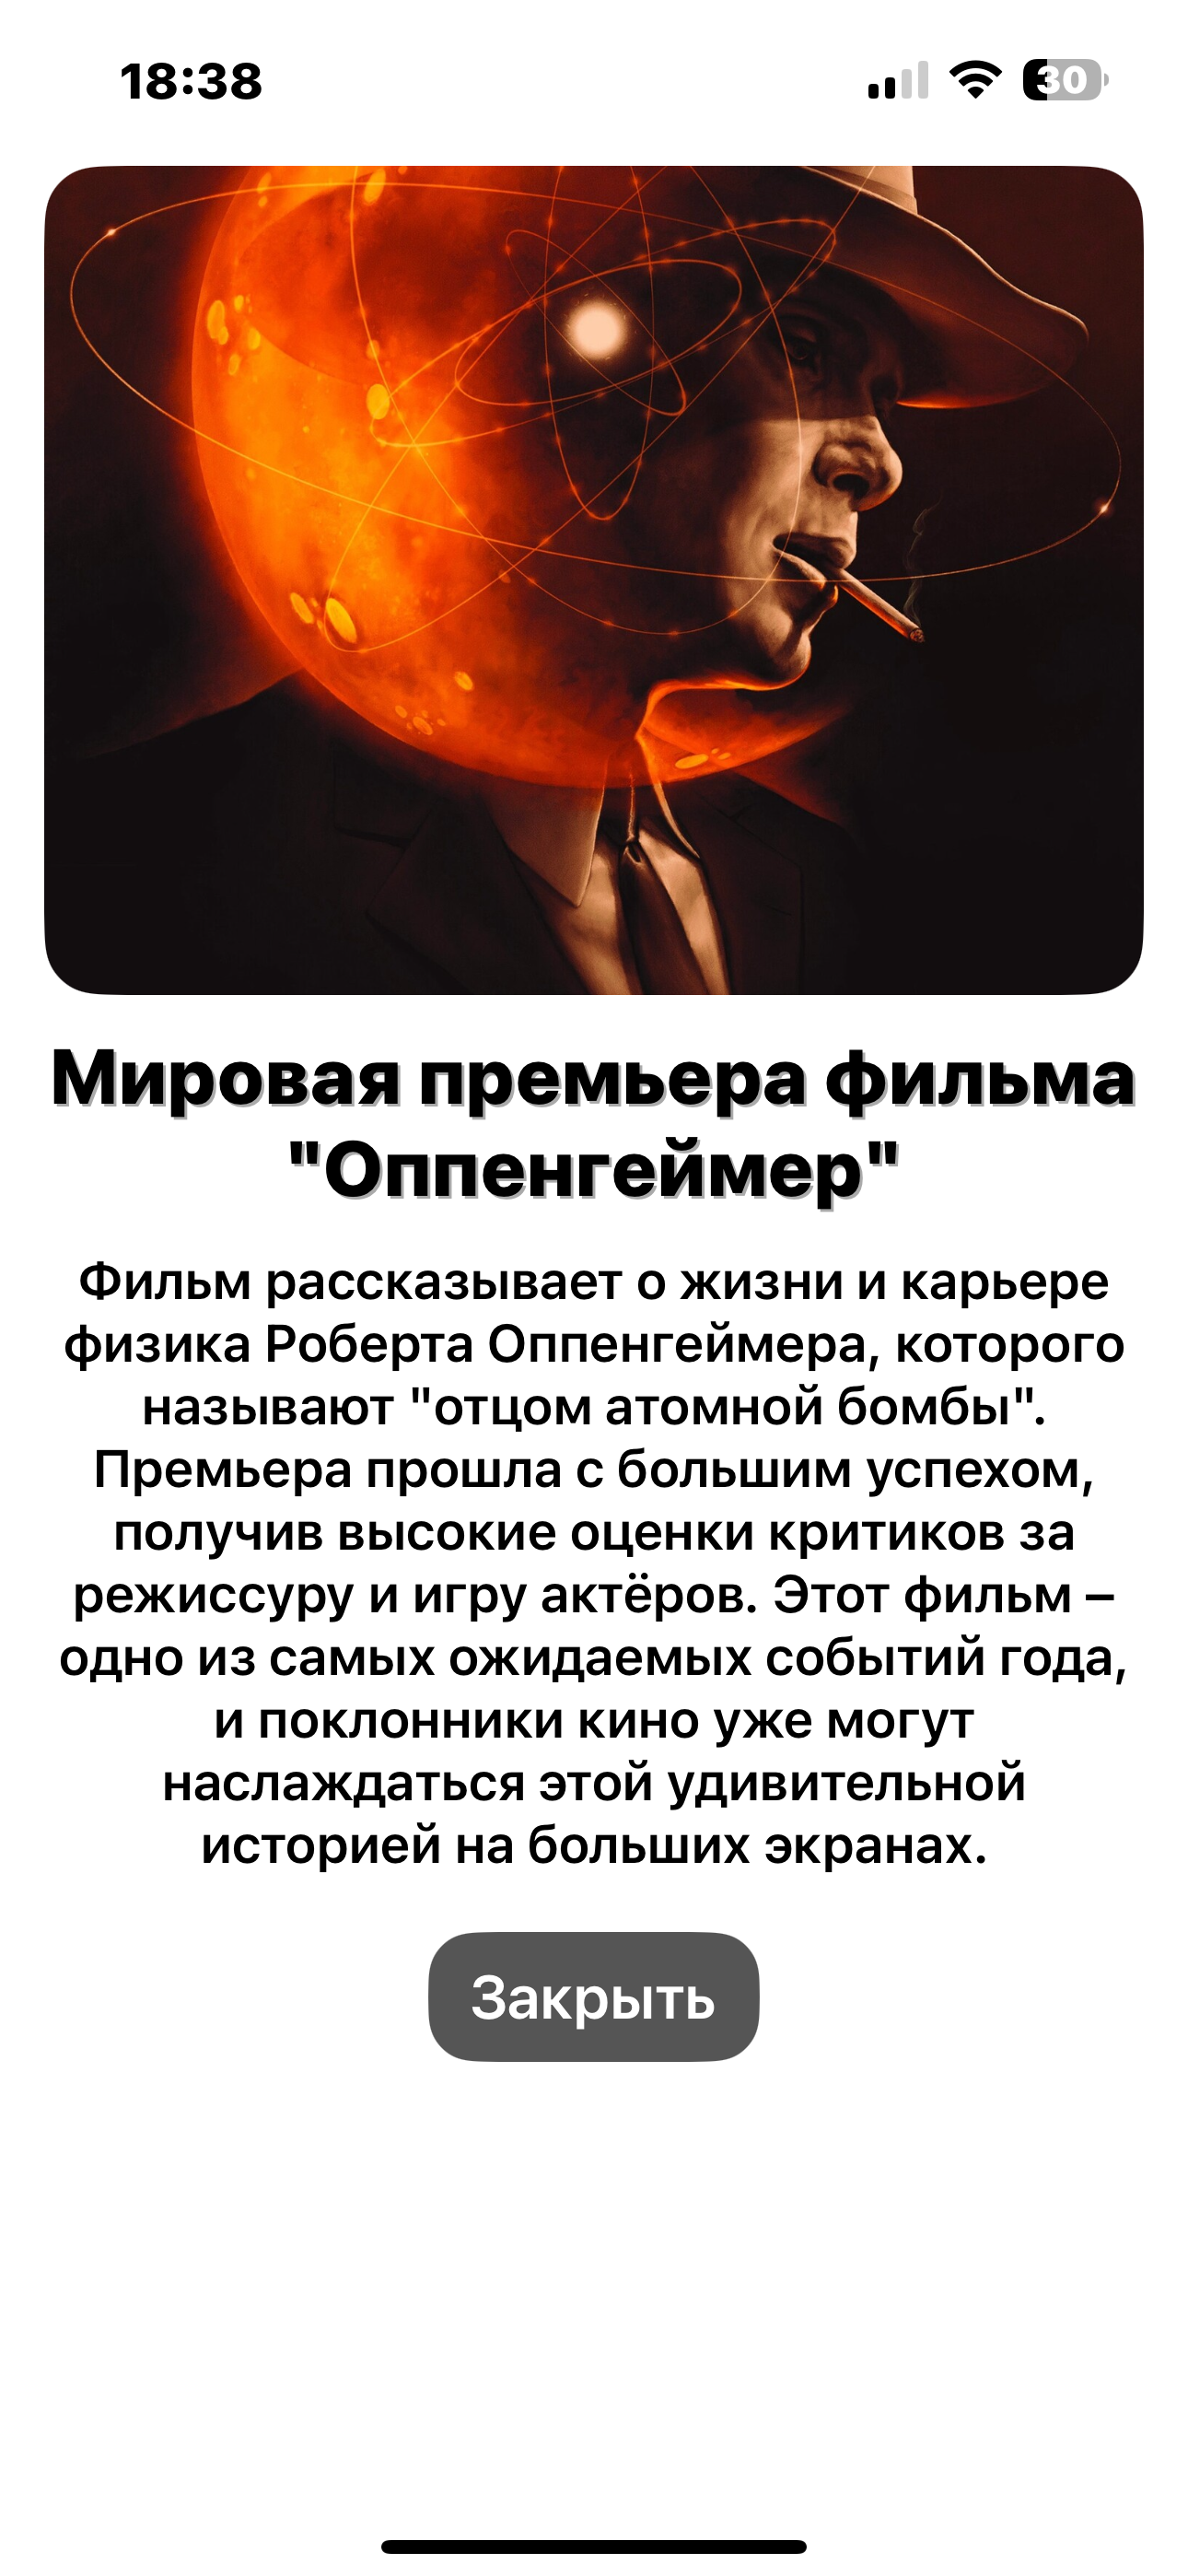 18:38
30
Мировая премьера фильма
"Оппенгеймер"
Фильм рассказывает о жизни и карьере
физика Роберта Оппенгеймера, которого
называют "отцом атомной бомбы".
Премьера прошла с большим успехом,
получив высокие оценки критиков за
режиссуру и игру актёров. Этот фильм –
одно из самых ожидаемых событий года,
и поклонники кино уже могут
наслаждаться этой удивительной
историей на больших экранах.
Закрыть